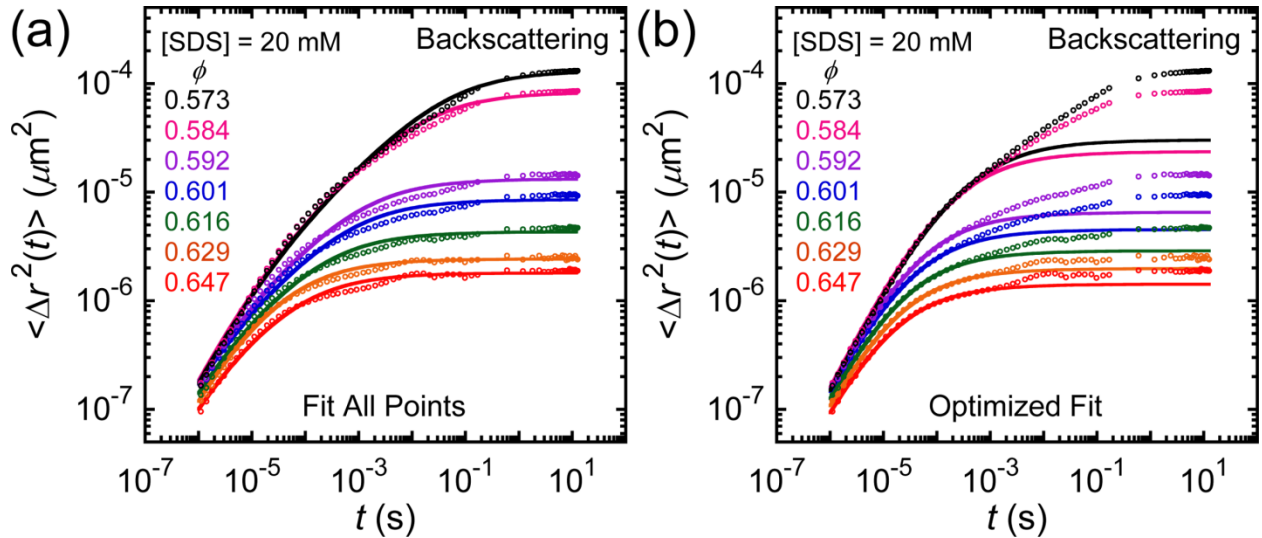 (a)
[SDS] = 20 mM
Backscattering
ϕ
0.573
0.584
0.592
0.601
0.616
0.629
0.647
Fit All Points
10⁻⁴
10⁻⁵
10⁻⁶
10⁻⁷
<Δr²(t)> (μm²)
10⁻⁷
10⁻⁵
10⁻³
10⁻¹
10¹
t (s)
(b)
[SDS] = 20 mM
Backscattering
ϕ
0.573
0.584
0.592
0.601
0.616
0.629
0.647
Optimized Fit
10⁻⁴
10⁻⁵
10⁻⁶
10⁻⁷
<Δr²(t)> (μm²)
10⁻⁷
10⁻⁵
10⁻³
10⁻¹
10¹
t (s)